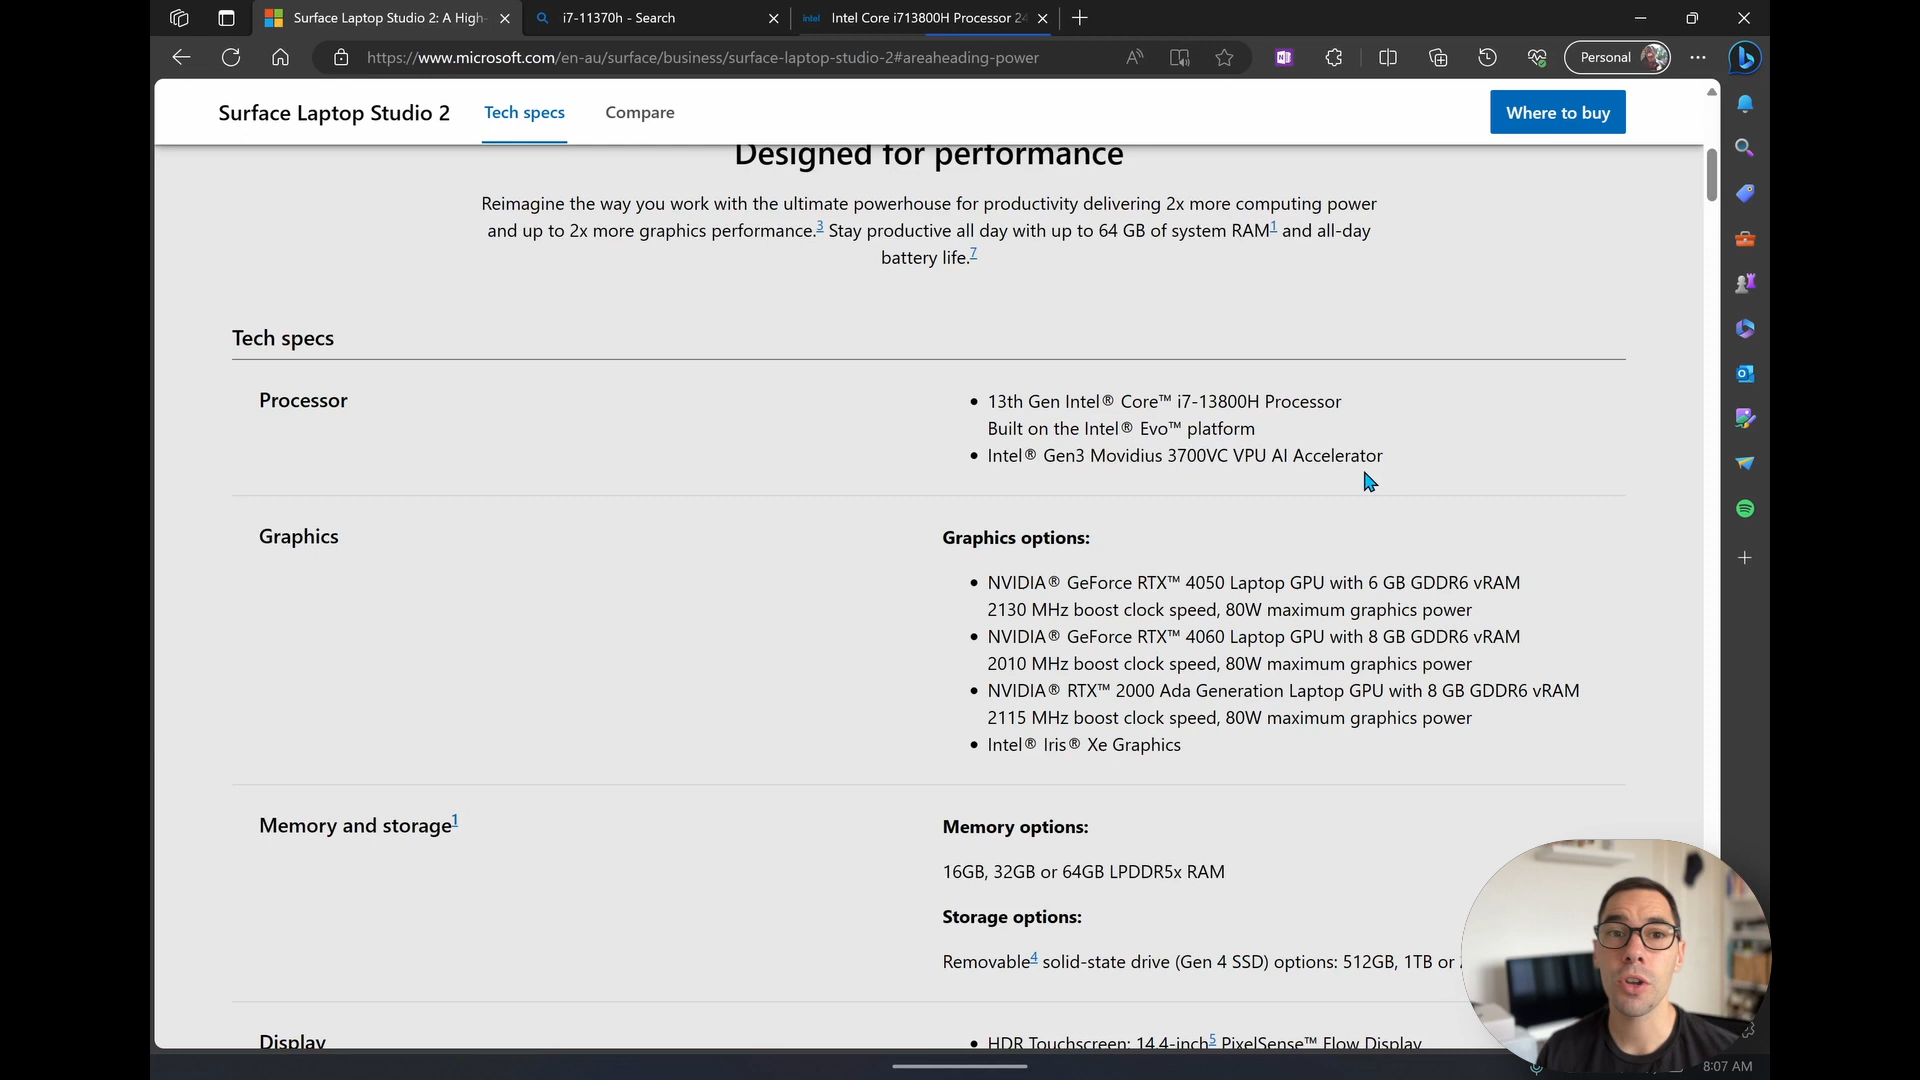 Surface Laptop Studio 2: A High-
i7-11370h - Search
intel
Intel Core i713800H Processor 24
https://www.microsoft.com/en-au/surface/business/surface-laptop-studio-2#areaheading-power
Personal
Surface Laptop Studio 2
Tech specs
Compare
Where to buy
Designed for performance
Reimagine the way you work with the ultimate powerhouse for productivity delivering 2x more computing power
and up to 2x more graphics performance.3 Stay productive all day with up to 64 GB of system RAM1 and all-day
battery life.7
Tech specs
Processor
• 13th Gen Intel® Core™ i7-13800H Processor
Built on the Intel® Evo™ platform
• Intel® Gen3 Movidius 3700VC VPU AI Accelerator
Graphics
Graphics options:
• NVIDIA® GeForce RTX™ 4050 Laptop GPU with 6 GB GDDR6 vRAM
2130 MHz boost clock speed, 80W maximum graphics power
• NVIDIA® GeForce RTX™ 4060 Laptop GPU with 8 GB GDDR6 vRAM
2010 MHz boost clock speed, 80W maximum graphics power
• NVIDIA® RTX™ 2000 Ada Generation Laptop GPU with 8 GB GDDR6 vRAM
2115 MHz boost clock speed, 80W maximum graphics power
• Intel® Iris® Xe Graphics
Memory and storage1
Memory options:
16GB, 32GB or 64GB LPDDR5x RAM
Storage options:
Removable4 solid-state drive (Gen 4 SSD) options: 512GB, 1TB or
Display
• HDR Touchscreen: 14.4-inch5 PixelSense™ Flow Display
8:07 AM